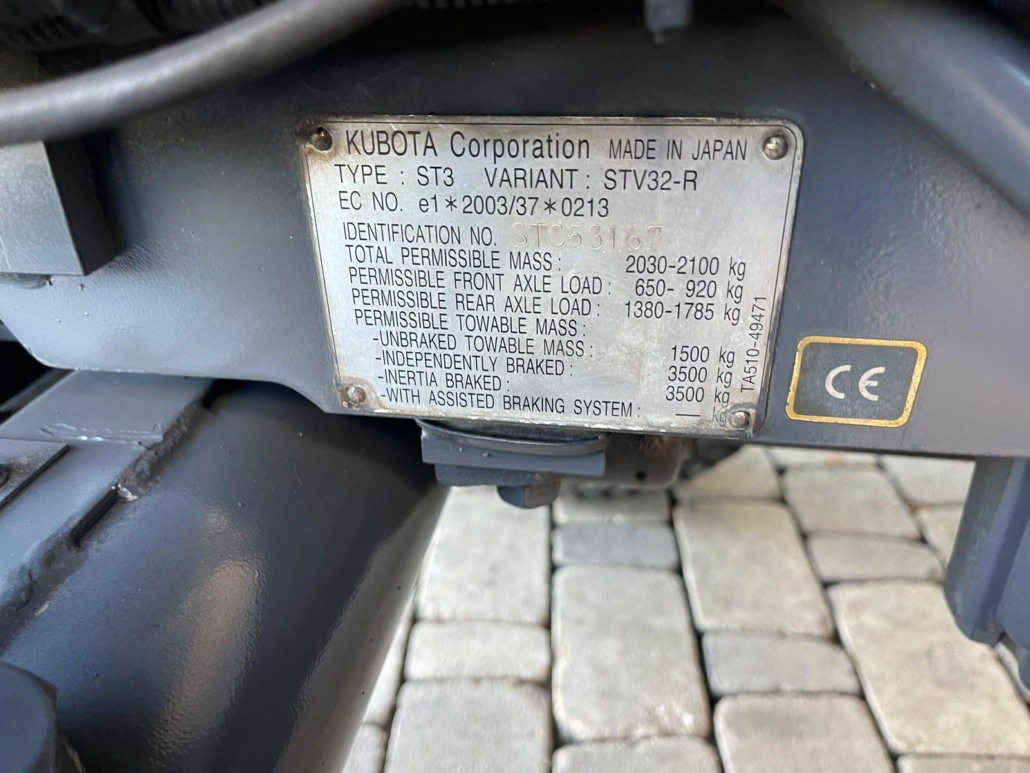 KUBOTA Corporation MADE IN JAPAN
TYPE : ST3 VARIANT : STV32-R
EC NO. e1*2003/37*0213
IDENTIFICATION NO. STC53167
TOTAL PERMISSIBLE MASS : 2030-2100 kg
PERMISSIBLE FRONT AXLE LOAD : 650- 920 kg
PERMISSIBLE REAR AXLE LOAD : 1380-1785 kg
PERMISSIBLE TOWABLE MASS :
-UNBRAKED TOWABLE MASS : 1500 kg
-INDEPENDENTLY BRAKED : 3500 kg
-INERTIA BRAKED : 3500 kg
-WITH ASSISTED BRAKING SYSTEM : — kg
TA510-49471
CE